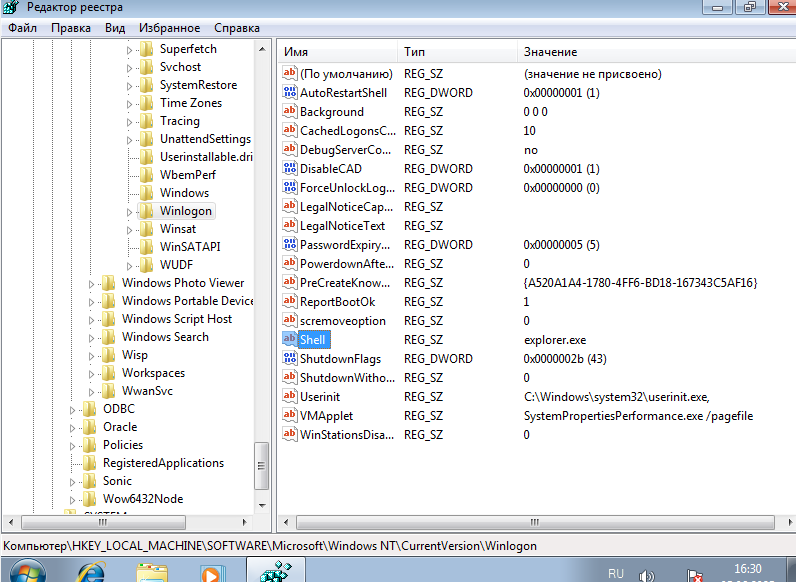 Редактор реестра
Файл Правка Вид Избранное Справка
Superfetch
Svchost
SystemRestore
Time Zones
Tracing
UnattendSettings
Userinstallable.dri
WbemPerf
Windows
Winlogon
Winsat
WinSATAPI
WUDF
Windows Photo Viewer
Windows Portable Device
Windows Script Host
Windows Search
Wisp
Workspaces
WwanSvc
ODBC
Oracle
Policies
RegisteredApplications
Sonic
Wow6432Node
Имя Тип Значение
(По умолчанию) REG_SZ (значение не присвоено)
AutoRestartShell REG_DWORD 0x00000001 (1)
Background REG_SZ 0 0 0
CachedLogonsC... REG_SZ 10
DebugServerCo... REG_SZ no
DisableCAD REG_DWORD 0x00000001 (1)
ForceUnlockLog... REG_DWORD 0x00000000 (0)
LegalNoticeCap... REG_SZ
LegalNoticeText REG_SZ
PasswordExpiry... REG_DWORD 0x00000005 (5)
PowerdownAfte... REG_SZ 0
PreCreateKnow... REG_SZ {A520A1A4-1780-4FF6-BD18-167343C5AF16}
ReportBootOk REG_SZ 1
scremoveoption REG_SZ 0
Shell REG_SZ explorer.exe
ShutdownFlags REG_DWORD 0x0000002b (43)
ShutdownWitho... REG_SZ 0
Userinit REG_SZ C:\Windows\system32\userinit.exe,
VMApplet REG_SZ SystemPropertiesPerformance.exe /pagefile
WinStationsDisa... REG_SZ 0
Компьютер\HKEY_LOCAL_MACHINE\SOFTWARE\Microsoft\Windows NT\CurrentVersion\Winlogon
RU 16:30